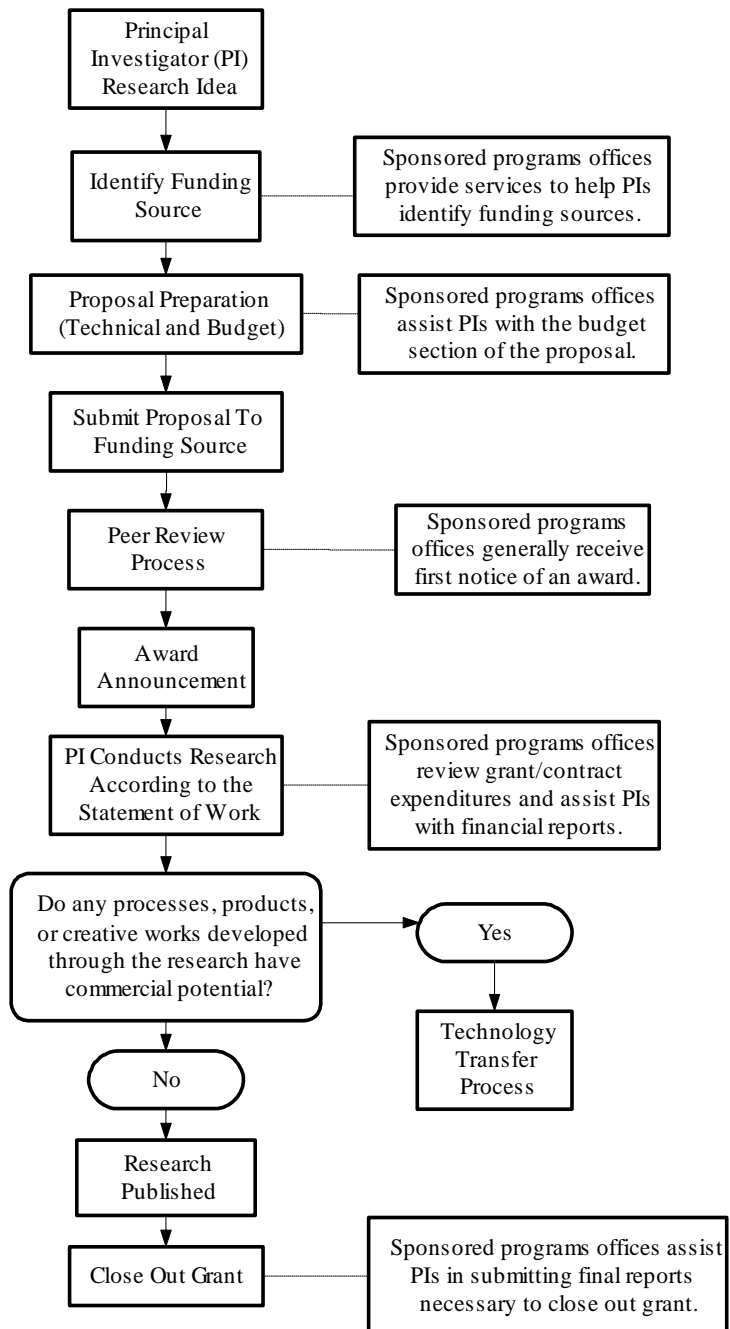 Principal
Investigator (PI)
Research Idea
Identify Funding
Source
Sponsored programs offices
provide services to help PIs
identify funding sources.
Proposal Preparation
(Technical and Budget)
Sponsored programs offices
assist PIs with the budget
section of the proposal.
Submit Proposal To
Funding Source
Peer Review
Process
Sponsored programs
offices generally receive
first notice of an award.
Award
Announcement
PI Conducts Research
According to the
Statement of Work
Sponsored programs offices
review grant/contract
expenditures and assist PIs
with financial reports.
Do any processes, products,
or creative works developed
through the research have
commercial potential?
Yes
Technology
Transfer
Process
No
Research
Published
Close Out Grant
Sponsored programs offices assist
PIs in submitting final reports
necessary to close out grant.